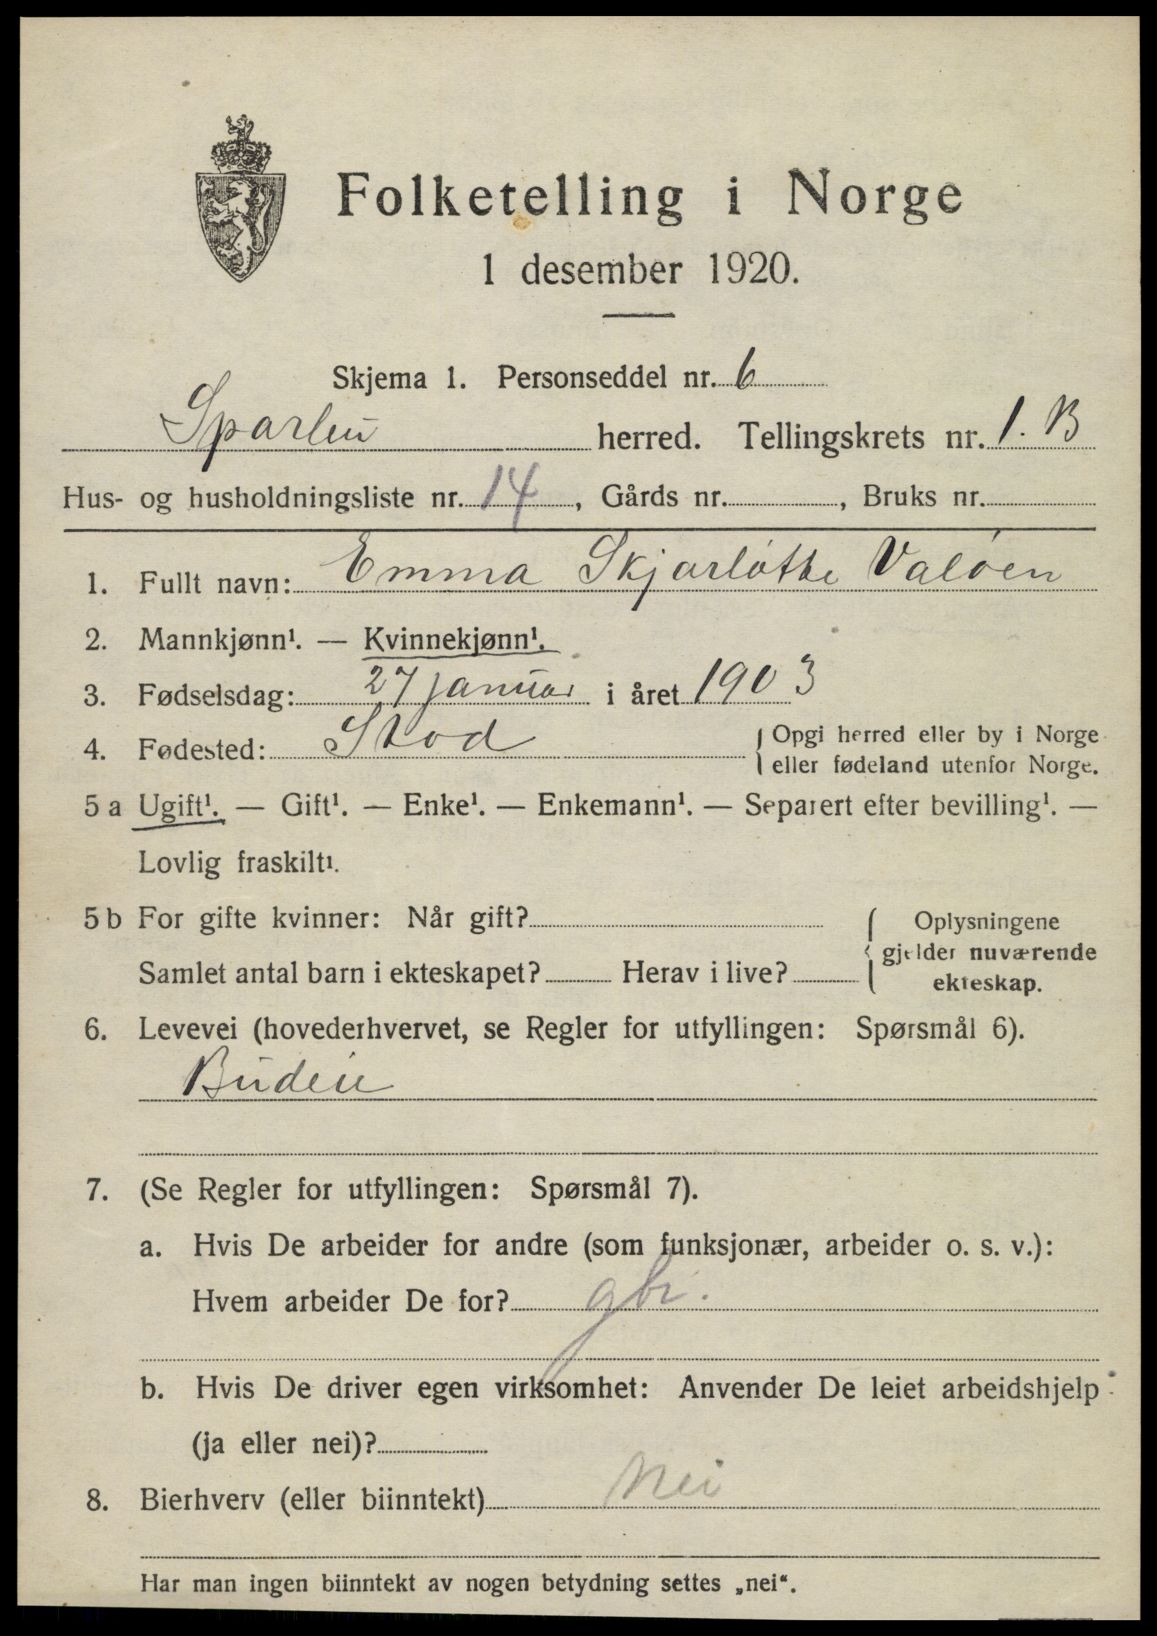 Folketelling i Norge
1 desember 1920.
Skjema 1. Personseddel nr. 6
Sparbu herred. Tellingskrets nr. 1. B
Hus- og husholdningsliste nr. 14, Gårds nr. , Bruks nr.
1. Fullt navn: Emma Skjarlotte Valøen
2. Mannkjønn¹. — Kvinnekjønn¹.
3. Fødselsdag: 27 januar i året 1903
4. Fødested: Stod { Opgi herred eller by i Norge
eller fødeland utenfor Norge.
5 a Ugift¹. — Gift¹. — Enke¹. — Enkemann¹. — Separert efter bevilling¹. —
Lovlig fraskilt¹.
5 b For gifte kvinner: Når gift? { Oplysningene
gjelder nuværende
Samlet antal barn i ekteskapet? Herav i live? ekteskap.
6. Levevei (hovederhvervet, se Regler for utfyllingen: Spørsmål 6).
Budeie
7. (Se Regler for utfyllingen: Spørsmål 7).
a. Hvis De arbeider for andre (som funksjonær, arbeider o. s. v.):
Hvem arbeider De for? gbr.
b. Hvis De driver egen virksomhet: Anvender De leiet arbeidshjelp
(ja eller nei)?
8. Bierhverv (eller biinntekt) Nei
Har man ingen biinntekt av nogen betydning settes „nei“.